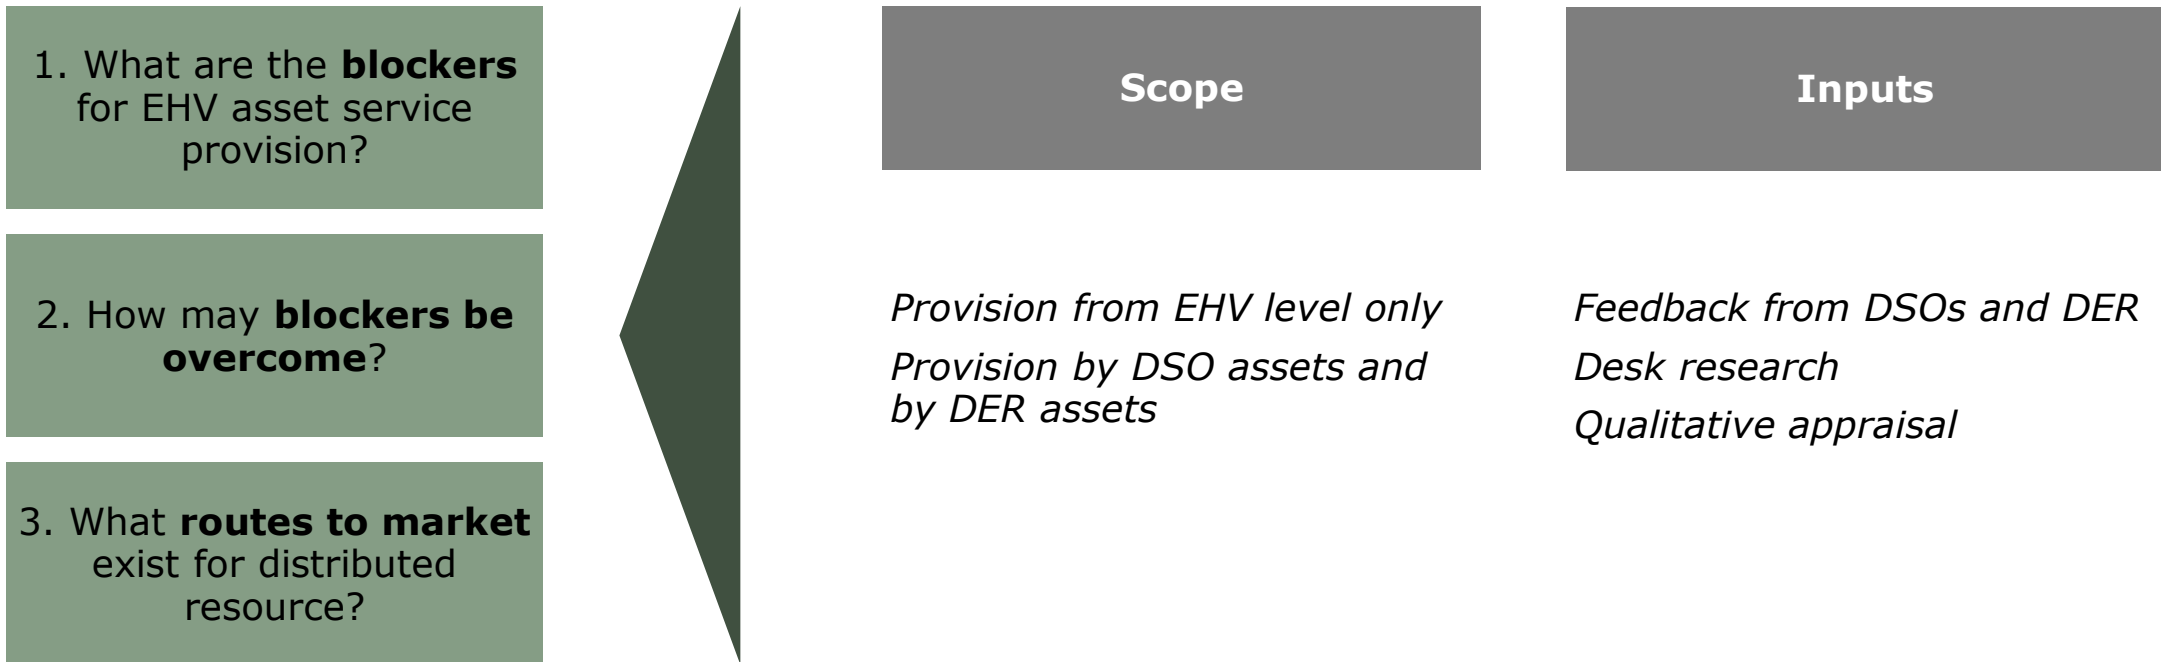 1. What are the blockers
for EHV asset service
provision?
2. How may blockers be
overcome?
3. What routes to market
exist for distributed
resource?
Scope
Provision from EHV level only
Provision by DSO assets and
by DER assets
Inputs
Feedback from DSOs and DER
Desk research
Qualitative appraisal